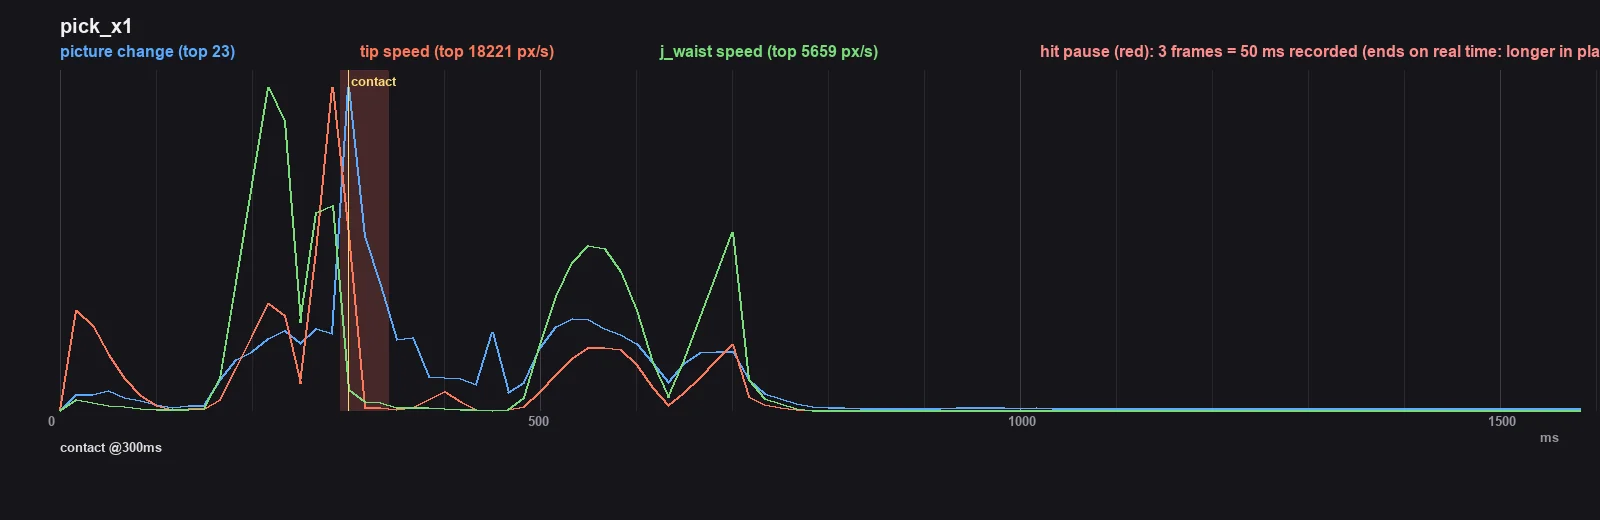 pick_x1
picture change (top 23)
tip speed (top 18221 px/s)
j_waist speed (top 5659 px/s)
hit pause (red): 3 frames = 50 ms recorded (ends on real time: longer in pla
contact
0
500
1000
1500
ms
contact @300ms